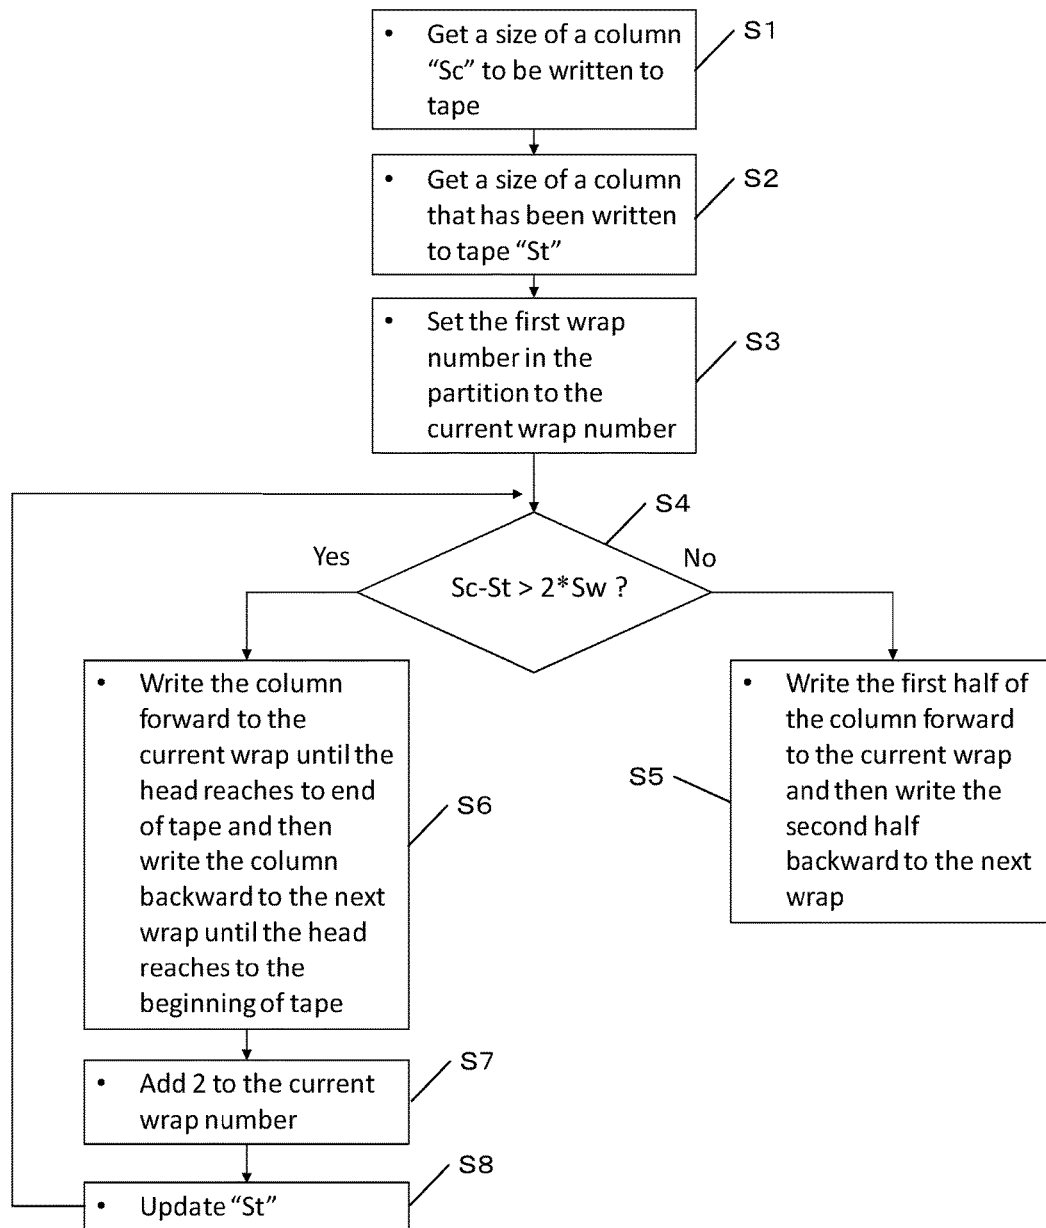 • Get a size of a column
“Sc” to be written to
tape
S1
• Get a size of a column
that has been written
to tape “St”
S2
• Set the first wrap
number in the
partition to the
current wrap number
S3
S4
Yes
No
Sc-St > 2*Sw ?
• Write the column
forward to the
current wrap until the
head reaches to end
of tape and then
write the column
backward to the next
wrap until the head
reaches to the
beginning of tape
S6
• Write the first half of
the column forward
to the current wrap
and then write the
second half
backward to the next
wrap
S5
• Add 2 to the current
wrap number
S7
• Update “St”
S8